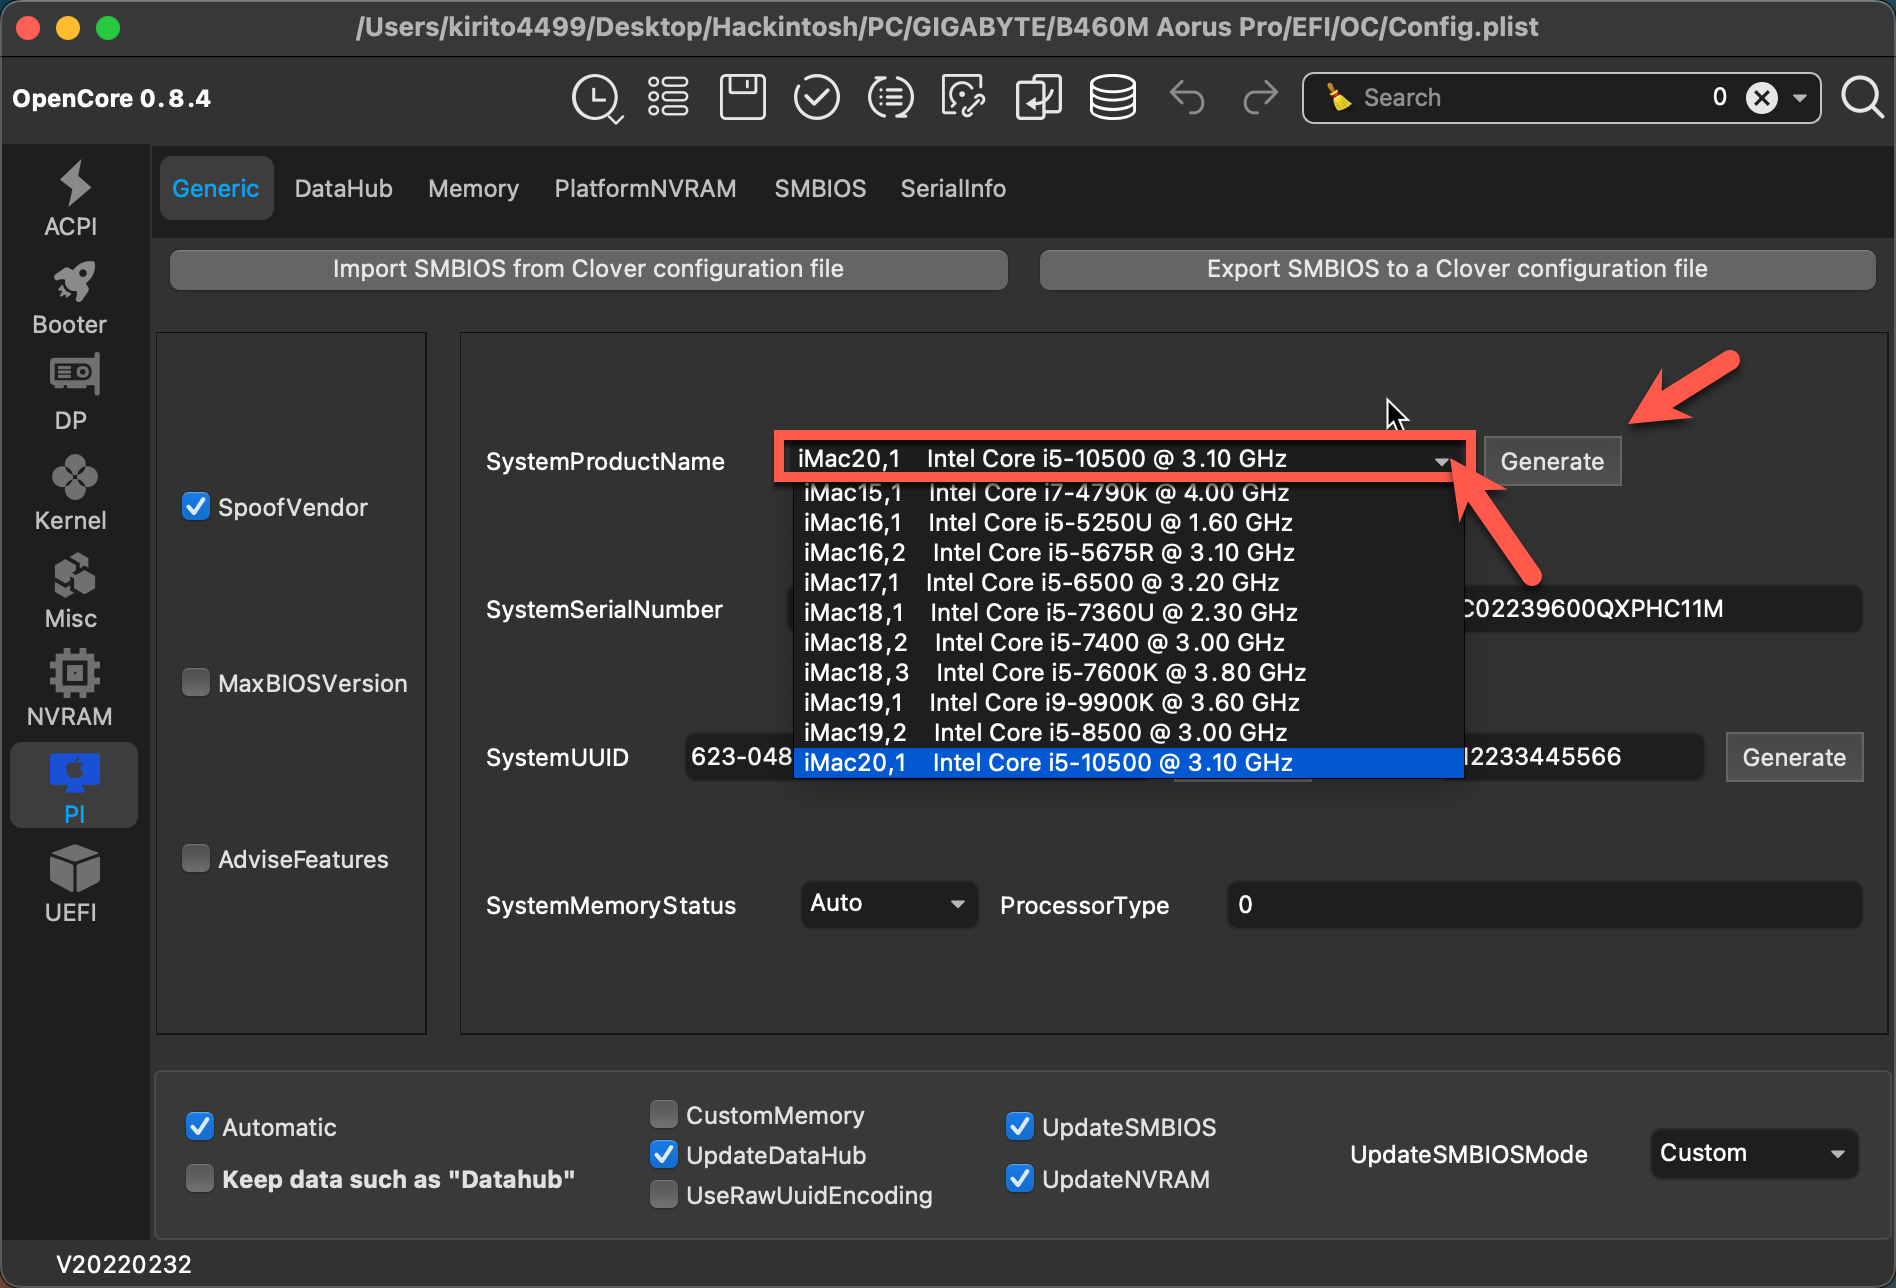 /Users/kirito4499/Desktop/Hackintosh/PC/GIGABYTE/B460M Aorus Pro/EFI/OC/Config.plist
OpenCore 0.8.4
Search
0
Generic
DataHub
Memory
PlatformNVRAM
SMBIOS
SerialInfo
ACPI
Booter
DP
Kernel
Misc
NVRAM
PI
UEFI
Import SMBIOS from Clover configuration file
Export SMBIOS to a Clover configuration file
SpoofVendor
MaxBIOSVersion
AdviseFeatures
SystemProductName
iMac20,1 Intel Core i5-10500 @ 3.10 GHz
Generate
iMac15,1 Intel Core i7-4790k @ 4.00 GHz
iMac16,1 Intel Core i5-5250U @ 1.60 GHz
iMac16,2 Intel Core i5-5675R @ 3.10 GHz
iMac17,1 Intel Core i5-6500 @ 3.20 GHz
iMac18,1 Intel Core i5-7360U @ 2.30 GHz
iMac18,2 Intel Core i5-7400 @ 3.00 GHz
iMac18,3 Intel Core i5-7600K @ 3.80 GHz
iMac19,1 Intel Core i9-9900K @ 3.60 GHz
iMac19,2 Intel Core i5-8500 @ 3.00 GHz
iMac20,1 Intel Core i5-10500 @ 3.10 GHz
SystemSerialNumber
C02239600QXPHC11M
SystemUUID
623-048
12233445566
Generate
SystemMemoryStatus
Auto
ProcessorType
0
Automatic
Keep data such as "Datahub"
CustomMemory
UpdateDataHub
UseRawUuidEncoding
UpdateSMBIOS
UpdateNVRAM
UpdateSMBIOSMode
Custom
V20220232